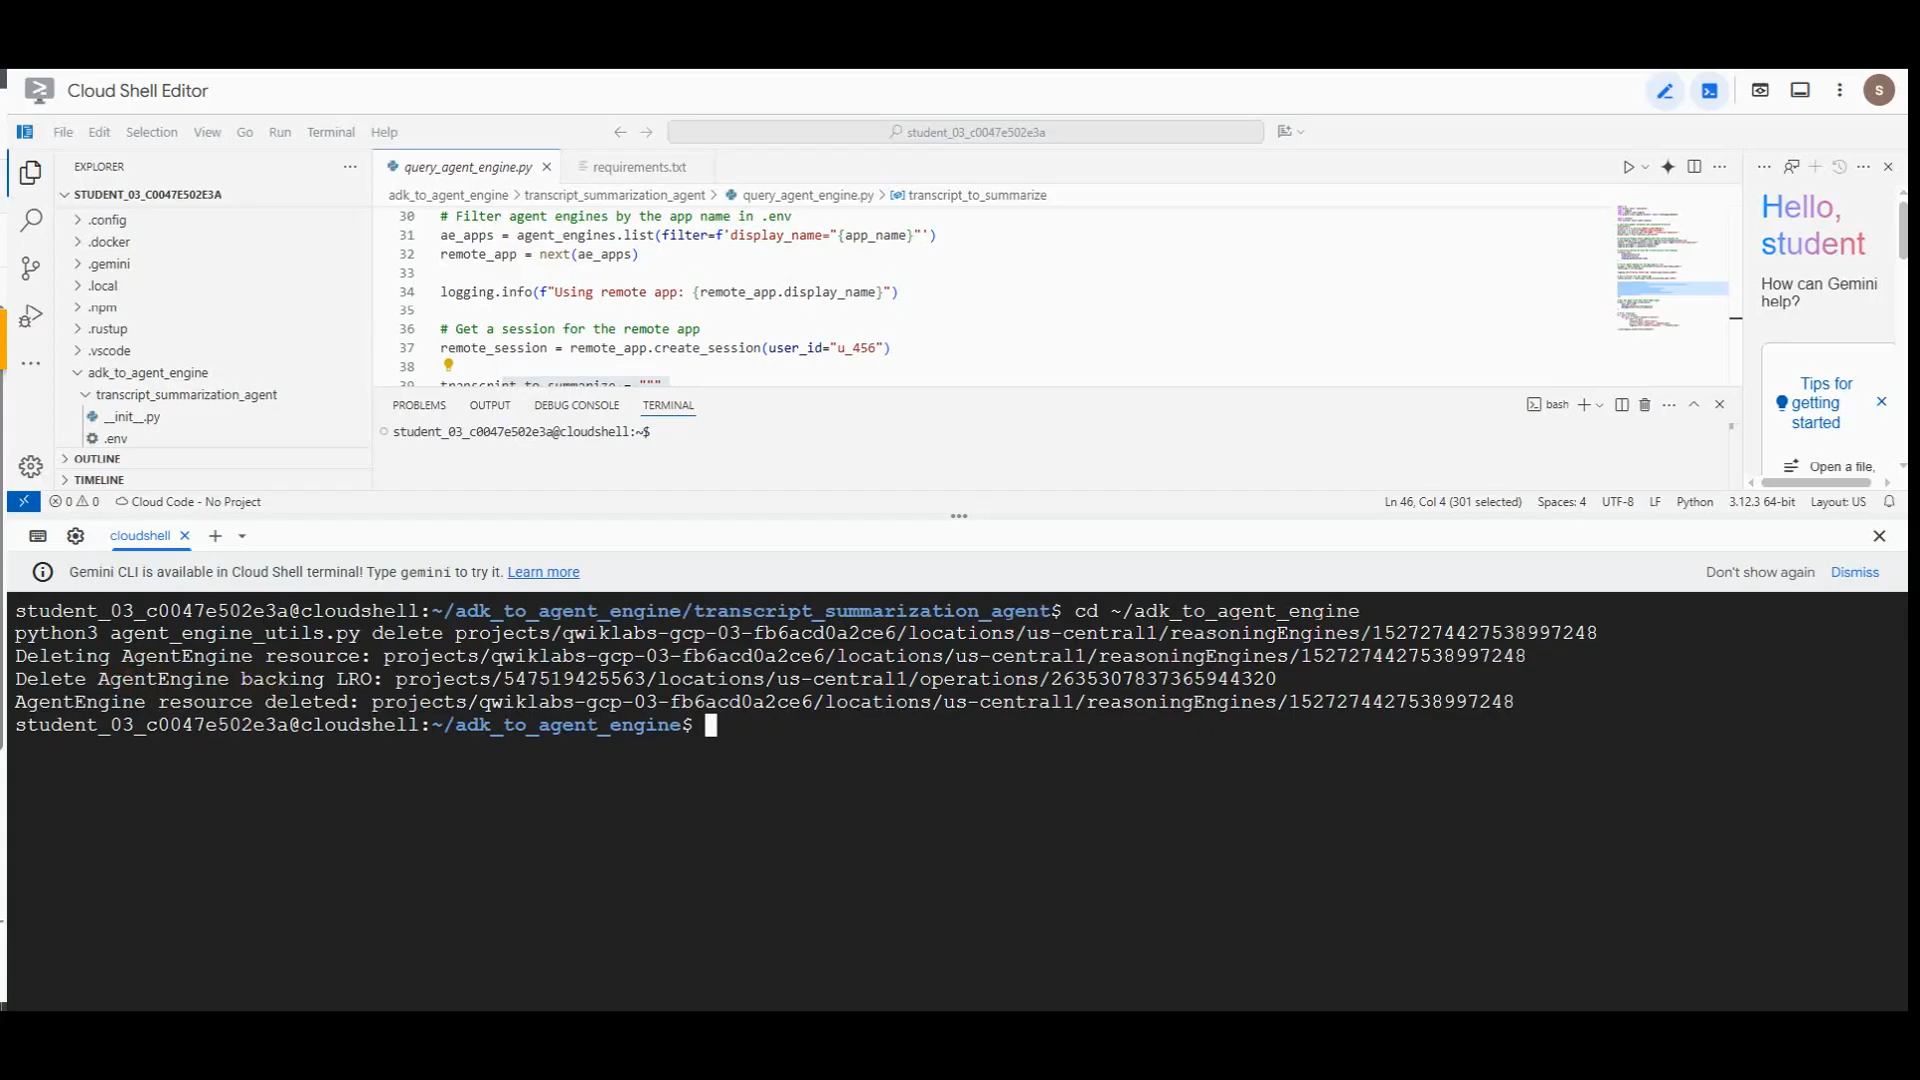 Cloud Shell Editor
S
File Edit Selection View Go Run Terminal Help
student_03_c0047e502e3a
EXPLORER
STUDENT_03_C0047E502E3A
.config
.docker
.gemini
.local
.npm
.rustup
.vscode
adk_to_agent_engine
transcript_summarization_agent
__init__.py
.env
OUTLINE
TIMELINE
query_agent_engine.py
requirements.txt
adk_to_agent_engine > transcript_summarization_agent > query_agent_engine.py > transcript_to_summarize
30 # Filter agent engines by the app name in .env
31 ae_apps = agent_engines.list(filter=f'display_name="{app_name}"')
32 remote_app = next(ae_apps)
33
34 logging.info(f"Using remote app: {remote_app.display_name}")
35
36 # Get a session for the remote app
37 remote_session = remote_app.create_session(user_id="u_456")
38
39 transcript_to_summarize = """
PROBLEMS OUTPUT DEBUG CONSOLE TERMINAL
bash
student_03_c0047e502e3a@cloudshell:~$
Hello,
student
How can Gemini
help?
Tips for
getting
started
Open a file,
0 0 Cloud Code - No Project
Ln 46, Col 4 (301 selected) Spaces: 4 UTF-8 LF Python 3.12.3 64-bit Layout: US
cloudshell
Gemini CLI is available in Cloud Shell terminal! Type gemini to try it. Learn more
Don't show again Dismiss
student_03_c0047e502e3a@cloudshell:~/adk_to_agent_engine/transcript_summarization_agent$ cd ~/adk_to_agent_engine
python3 agent_engine_utils.py delete projects/qwiklabs-gcp-03-fb6acd0a2ce6/locations/us-central1/reasoningEngines/1527274427538997248
Deleting AgentEngine resource: projects/qwiklabs-gcp-03-fb6acd0a2ce6/locations/us-central1/reasoningEngines/1527274427538997248
Delete AgentEngine backing LRO: projects/547519425563/locations/us-central1/operations/2635307837365944320
AgentEngine resource deleted: projects/qwiklabs-gcp-03-fb6acd0a2ce6/locations/us-central1/reasoningEngines/1527274427538997248
student_03_c0047e502e3a@cloudshell:~/adk_to_agent_engine$